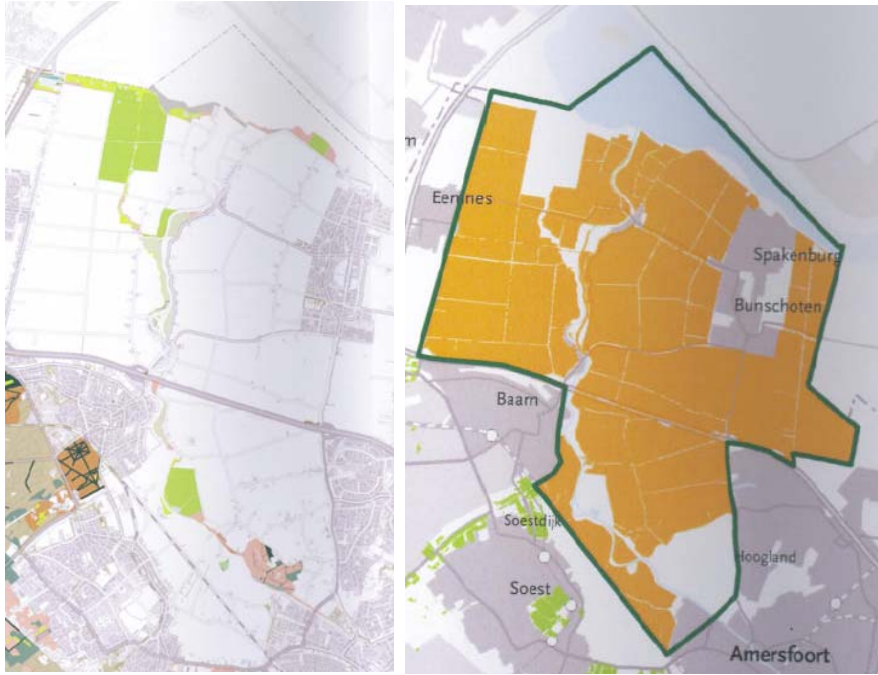 m
Eemnes
Spakenburg
Bunschoten
Baarn
Soestdijk
Hoogland
Soest
Amersfoort